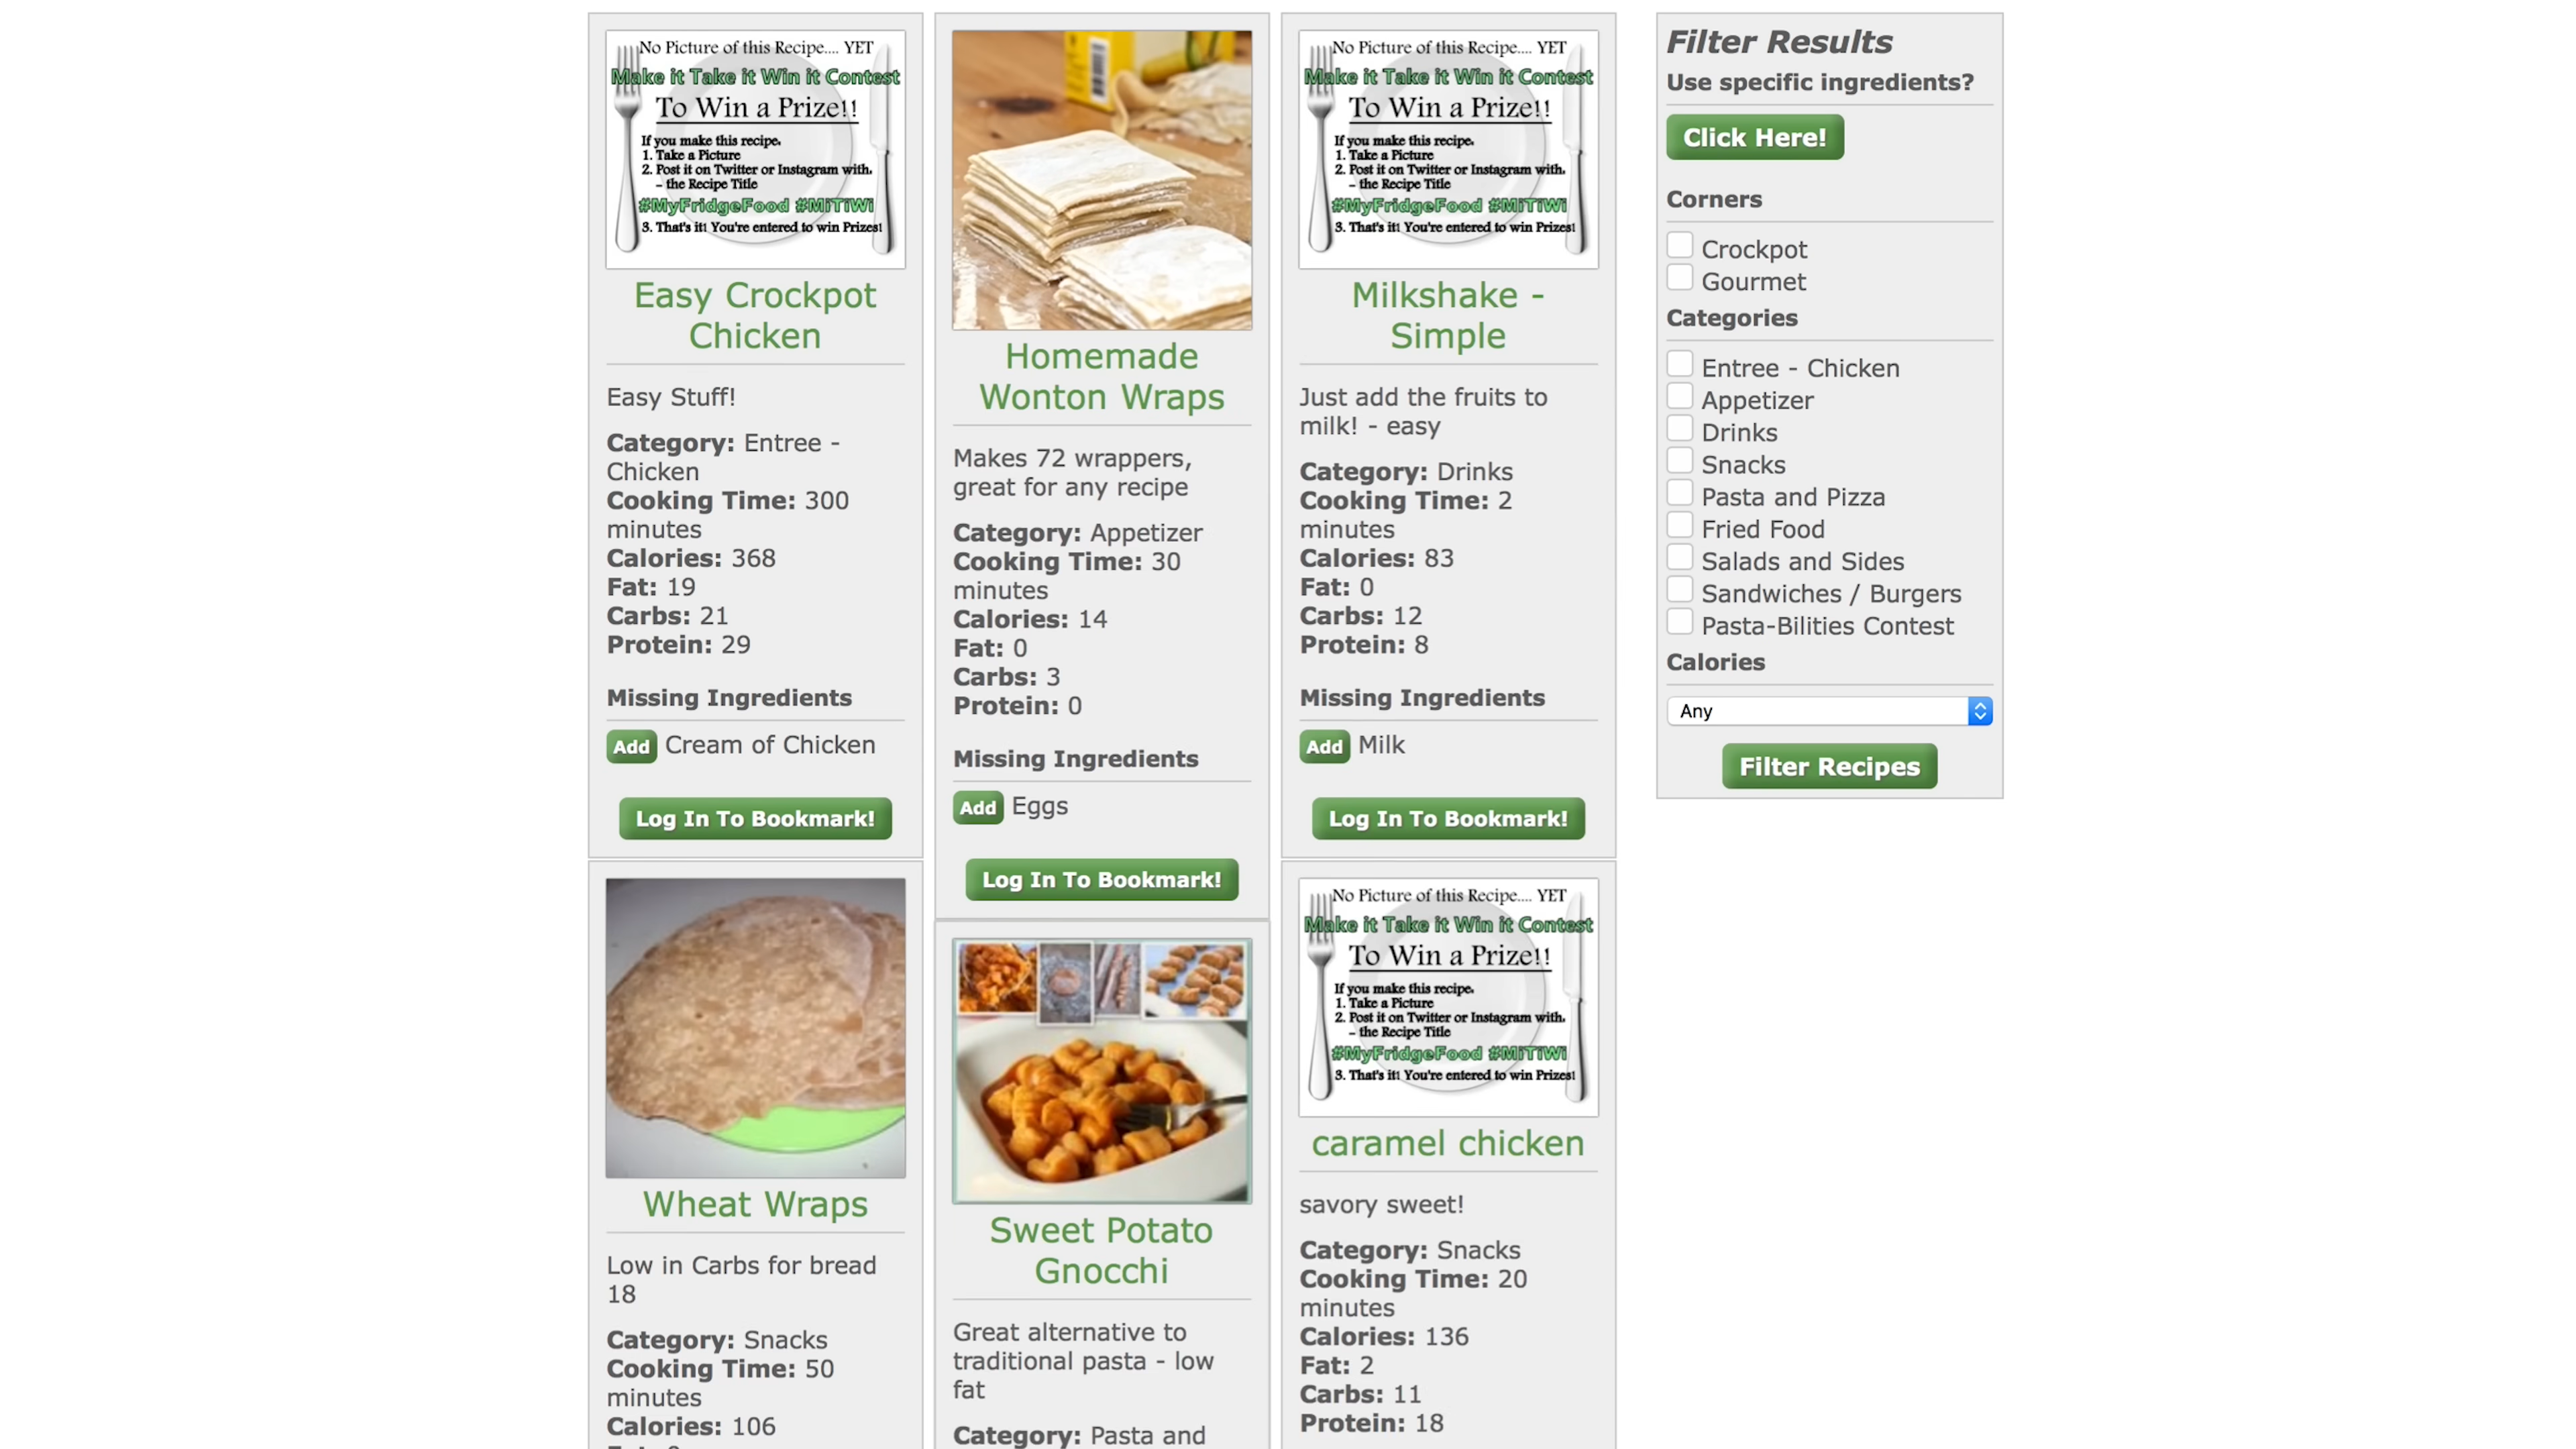 No Picture of this Recipe.... YET
Make it Take it Win it Contest
To Win a Prize!!
If you make this recipe.
1. Take a Picture
2. Post it on Twitter or Instagram with.
- the Recipe Title
#MyFridgeFood #MiTiWi
3. That's it! You're entered to win Prizes!
Easy Crockpot
Chicken
Easy Stuff!
Category: Entree -
Chicken
Cooking Time: 300
minutes
Calories: 368
Fat: 19
Carbs: 21
Protein: 29
Missing Ingredients
Add Cream of Chicken
Log In To Bookmark!
Wheat Wraps
Low in Carbs for bread
18
Category: Snacks
Cooking Time: 50
minutes
Calories: 106
Homemade
Wonton Wraps
Makes 72 wrappers,
great for any recipe
Category: Appetizer
Cooking Time: 30
minutes
Calories: 14
Fat: 0
Carbs: 3
Protein: 0
Missing Ingredients
Add Eggs
Log In To Bookmark!
Sweet Potato
Gnocchi
Great alternative to
traditional pasta - low
fat
Category: Pasta and
No Picture of this Recipe.... YET
Make it Take it Win it Contest
To Win a Prize!!
If you make this recipe.
1. Take a Picture
2. Post it on Twitter or Instagram with.
- the Recipe Title
#MyFridgeFood #MiTiWi
3. That's it! You're entered to win Prizes!
Milkshake -
Simple
Just add the fruits to
milk! - easy
Category: Drinks
Cooking Time: 2
minutes
Calories: 83
Fat: 0
Carbs: 12
Protein: 8
Missing Ingredients
Add Milk
Log In To Bookmark!
No Picture of this Recipe.... YET
Make it Take it Win it Contest
To Win a Prize!!
If you make this recipe.
1. Take a Picture
2. Post it on Twitter or Instagram with.
- the Recipe Title
#MyFridgeFood #MiTiWi
3. That's it! You're entered to win Prizes!
caramel chicken
savory sweet!
Category: Snacks
Cooking Time: 20
minutes
Calories: 136
Fat: 2
Carbs: 11
Protein: 18
Filter Results
Use specific ingredients?
Click Here!
Corners
Crockpot
Gourmet
Categories
Entree - Chicken
Appetizer
Drinks
Snacks
Pasta and Pizza
Fried Food
Salads and Sides
Sandwiches / Burgers
Pasta-Bilities Contest
Calories
Any
Filter Recipes